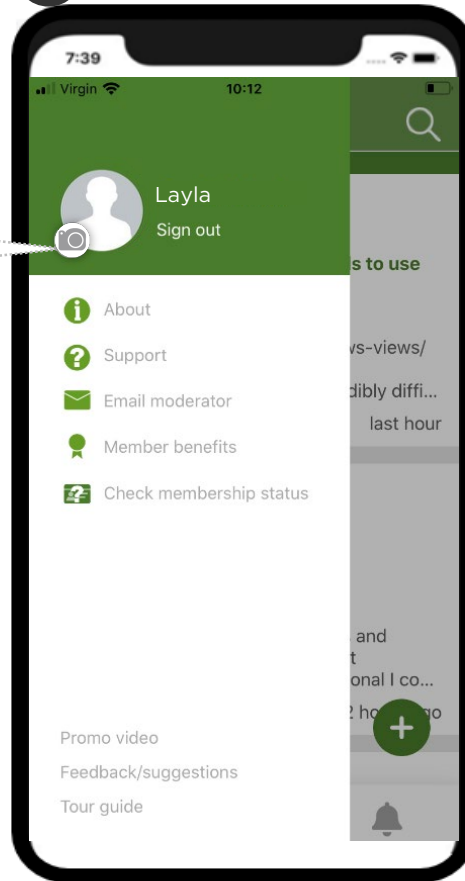 7:39
Virgin 10:12
Layla
Sign out
s to use
About
vs-views/
Support
dibly diffi...
Email moderator
last hour
Member benefits
Check membership status
and
t
onal I co...
Promo video
Feedback/suggestions
Tour guide